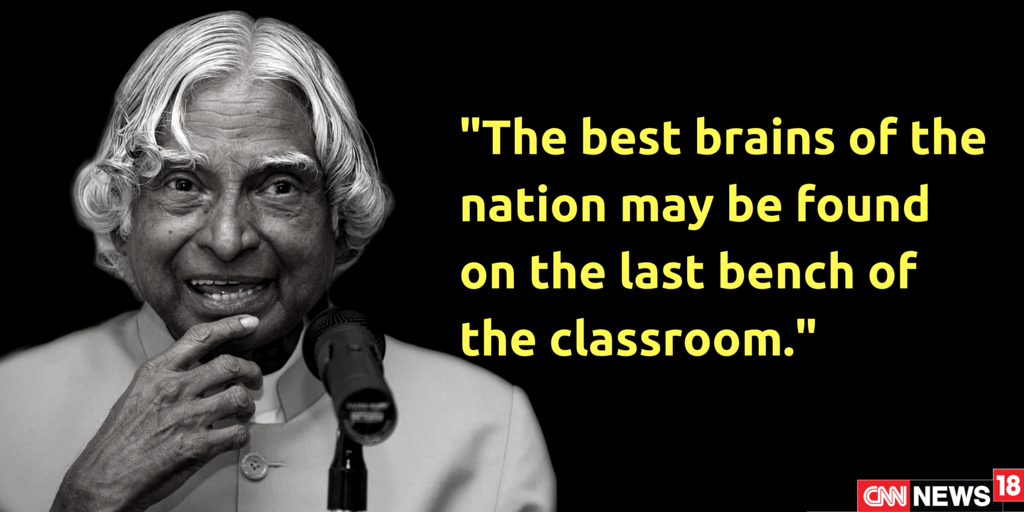 "The best brains of the
nation may be found
on the last bench of
the classroom."
CNN NEWS 18